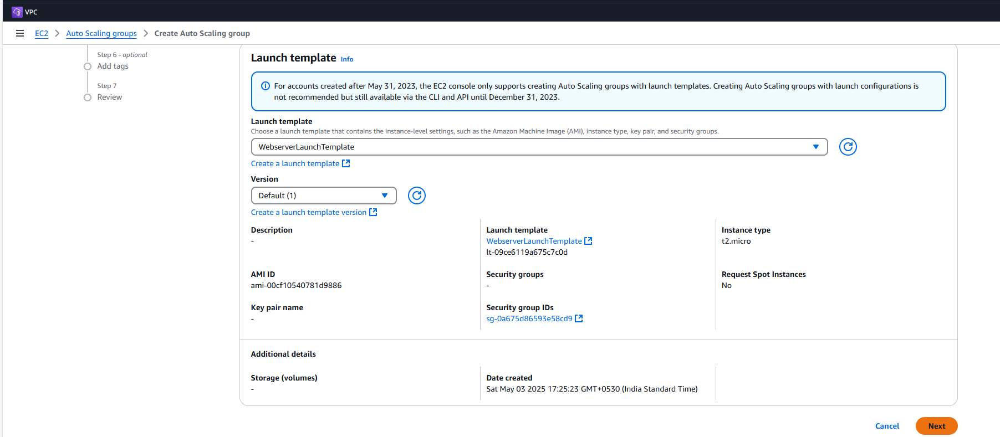 VPC
EC2
Auto Scaling groups
Create Auto Scaling group
Step 6 - optional
Add tags
Step 7
Review
Launch template Info
For accounts created after May 31, 2023, the EC2 console only supports creating Auto Scaling groups with launch templates. Creating Auto Scaling groups with launch configurations is
not recommended but still available via the CLI and API until December 31, 2023.
Launch template
Choose a launch template that contains the instance-level settings, such as the Amazon Machine Image (AMI), instance type, key pair, and security groups.
WebserverLaunchTemplate
Create a launch template
Version
Default (1)
Create a launch template version
Description
-
Launch template
WebserverLaunchTemplate
lt-09ce6119a675c7c0d
Instance type
t2.micro
AMI ID
ami-00cf10540781d9886
Security groups
-
Request Spot Instances
No
Key pair name
-
Security group IDs
sg-0a675d86593e58cd9
Additional details
Storage (volumes)
-
Date created
Sat May 03 2025 17:25:23 GMT+0530 (India Standard Time)
Cancel
Next